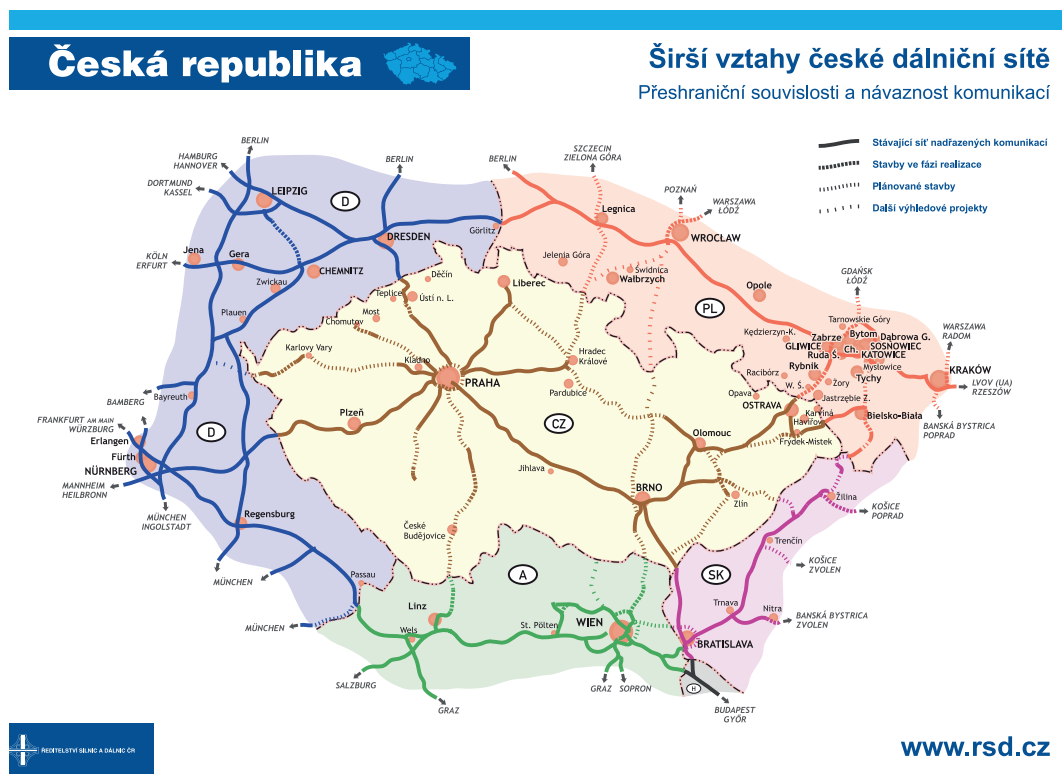 Česká republika
Širší vztahy české dálniční sítě
Přeshraniční souvislosti a návaznost komunikací
Stávající síť nadřazených komunikací
Stavby ve fázi realizace
Plánované stavby
Další výhledové projekty
BERLIN
HAMBURG
HANNOVER
DORTMUND
KASSEL
LEIPZIG
D
BERLIN
BERLIN
SZCZECIN
ZIELONA GÓRA
POZNAŃ
WARSZAWA
ŁÓDŹ
Legnica
WROCLAW
Görlitz
DRESDEN
Jena
Gera
KÖLN
ERFURT
CHEMNITZ
Zwickau
Plauen
Děčín
Teplice
Ústí n. L.
Most
Chomutov
Liberec
Jelenia Góra
Świdnica
Walbrzych
Opole
PL
GDAŃSK
ŁÓDŹ
Tarnowskie Góry
Kędzierzyn-K.
Zabrze
Bytom
Dąbrowa G.
GLIWICE
Ch.
SOSNOWIEC
Ruda Ś.
KATOWICE
Mysłowice
Rybnik
Tychy
Racibórz
W. Ś.
Żory
Jastrzębie Z.
WARSZAWA
RADOM
KRAKÓW
LVOV (UA)
RZESZÓW
BANSKÁ BYSTRICA
POPRAD
Opava
OSTRAVA
Karviná
Havířov
Bielsko-Biała
Frýdek-Místek
Karlovy Vary
Kladno
PRAHA
Hradec
Králové
Pardubice
Plzeň
CZ
Olomouc
Jihlava
BRNO
Zlín
České
Budějovice
BAMBERG
Bayreuth
FRANKFURT AM MAIN
WÜRZBURG
Erlangen
Fürth
NÜRNBERG
D
MANNHEIM
HEILBRONN
MÜNCHEN
INGOLSTADT
Regensburg
MÜNCHEN
MÜNCHEN
Passau
Linz
Wels
SALZBURG
GRAZ
A
St. Pölten
WIEN
GRAZ
SOPRON
Žilina
KOŠICE
POPRAD
Trenčín
KOŠICE
ZVOLEN
SK
Trnava
Nitra
BANSKÁ BYSTRICA
ZVOLEN
BRATISLAVA
H
BUDAPEST
GYŐR
ŘEDITELSTVÍ SILNIC A DÁLNIC ČR
www.rsd.cz